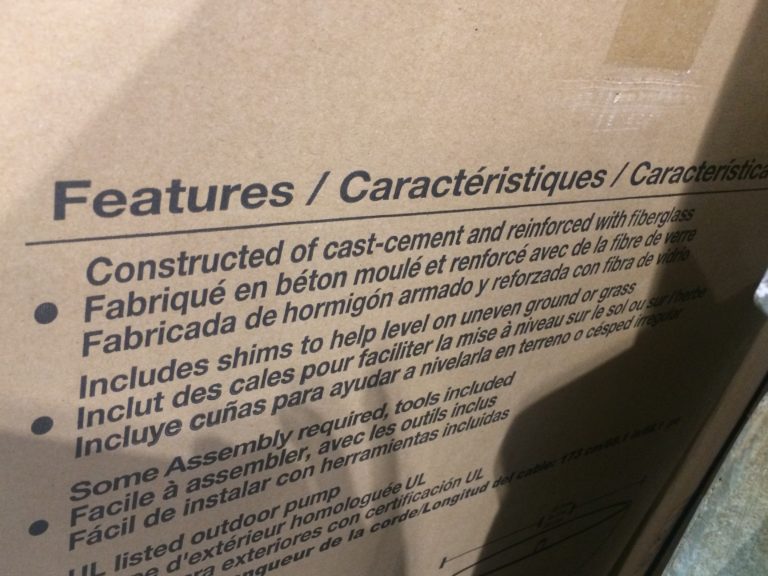 Features / Caractéristiques / Característica
Constructed of cast-cement and reinforced with fiberglass
• Fabriqué en béton moulé et renforcé avec de la fibre de verre
Fabricada de hormigón armado y reforzada con fibra de vidrio
Includes shims to help level on uneven ground or grass
• Inclut des cales pour faciliter la mise à niveau sur le sol ou sur l'herbe
Incluye cuñas para ayudar a nivelarla en terreno o césped irregular
Some Assembly required, tools included
• Facile à assembler, avec les outils inclus
Fácil de instalar con herramientas incluidas
UL listed outdoor pump
d'extérieur homologuée UL
ra exteriores con certificación UL
ngueur de la corde/Longitud del cable: 173 cm/